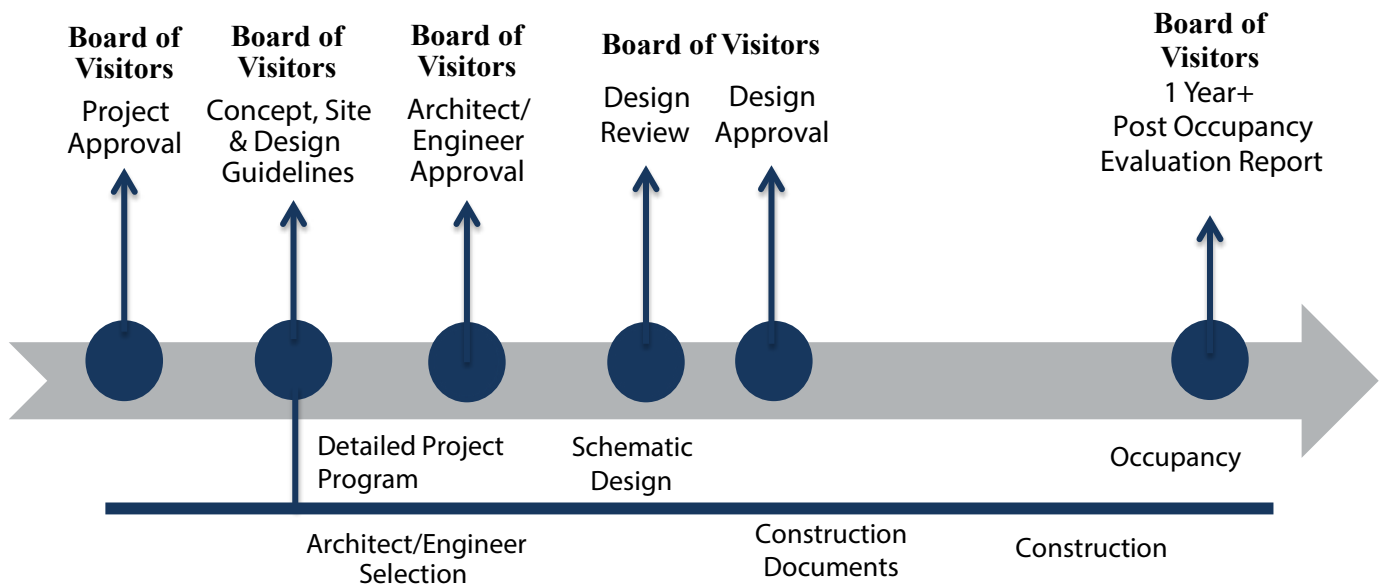 Board of
Visitors
Project
Approval
Board of
Visitors
Concept, Site
& Design
Guidelines
Board of
Visitors
Architect/
Engineer
Approval
Board of Visitors
Design
Review
Design
Approval
Board of
Visitors
1 Year+
Post Occupancy
Evaluation Report
Detailed Project
Program
Schematic
Design
Occupancy
Architect/Engineer
Selection
Construction
Documents
Construction